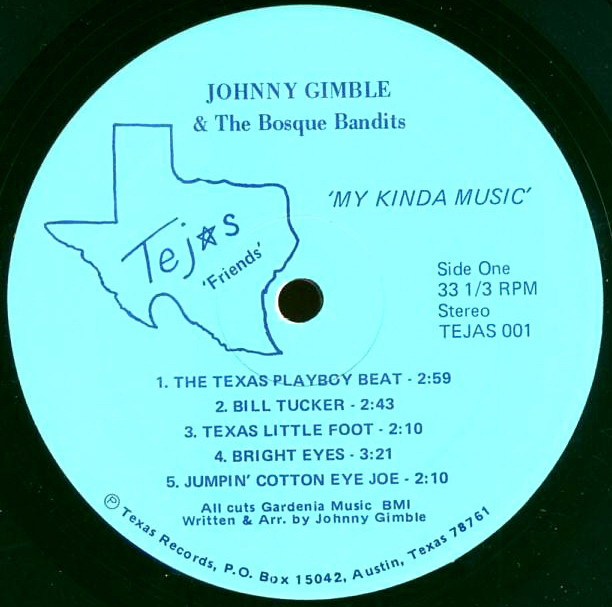 JOHNNY GIMBLE
& The Bosque Bandits
'MY KINDA MUSIC'
Tejas
'Friends'
Side One
33 1/3 RPM
Stereo
TEJAS 001
1. THE TEXAS PLAYBOY BEAT - 2:59
2. BILL TUCKER - 2:43
3. TEXAS LITTLE FOOT - 2:10
4. BRIGHT EYES - 3:21
5. JUMPIN' COTTON EYE JOE - 2:10
All cuts Gardenia Music BMI
Written & Arr. by Johnny Gimble
℗ Texas Records, P.O. Box 15042, Austin, Texas 78761